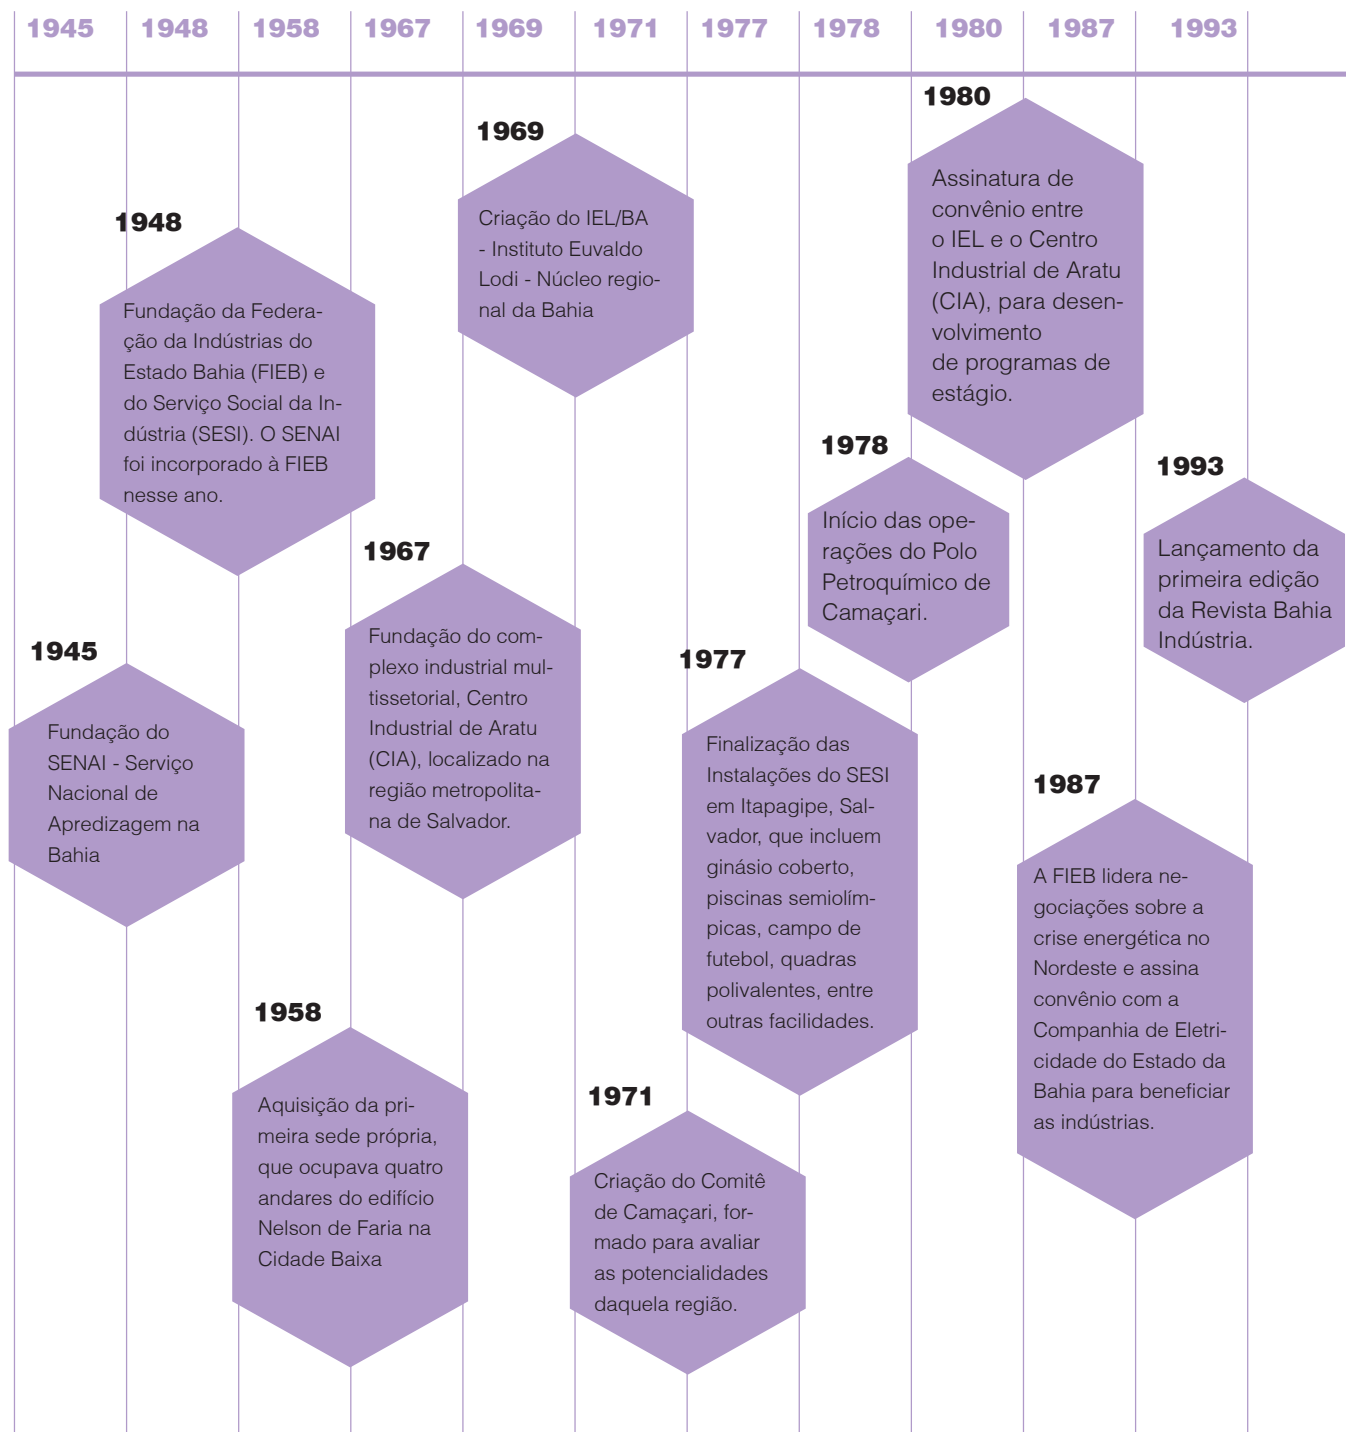 1945 1948 1958 1967 1969 1971 1977 1978 1980 1987 1993
1945
Fundação do
SENAI - Serviço
Nacional de
Apredizagem na
Bahia
1948
Fundação da Federa-
ção da Indústrias do
Estado Bahia (FIEB) e
do Serviço Social da In-
dústria (SESI). O SENAI
foi incorporado à FIEB
nesse ano.
1958
Aquisição da pri-
meira sede própria,
que ocupava quatro
andares do edifício
Nelson de Faria na
Cidade Baixa
1967
Fundação do com-
plexo industrial mul-
tissetorial, Centro
Industrial de Aratu
(CIA), localizado na
região metropolita-
na de Salvador.
1969
Criação do IEL/BA
- Instituto Euvaldo
Lodi - Núcleo regio-
nal da Bahia
1971
Criação do Comitê
de Camaçari, for-
mado para avaliar
as potencialidades
daquela região.
1977
Finalização das
Instalações do SESI
em Itapagipe, Sal-
vador, que incluem
ginásio coberto,
piscinas semiolím-
picas, campo de
futebol, quadras
polivalentes, entre
outras facilidades.
1978
Início das ope-
rações do Polo
Petroquímico de
Camaçari.
1980
Assinatura de
convênio entre
o IEL e o Centro
Industrial de Aratu
(CIA), para desen-
volvimento
de programas de
estágio.
1987
A FIEB lidera ne-
gociações sobre a
crise energética no
Nordeste e assina
convênio com a
Companhia de Eletri-
cidade do Estado da
Bahia para beneficiar
as indústrias.
1993
Lançamento da
primeira edição
da Revista Bahia
Indústria.